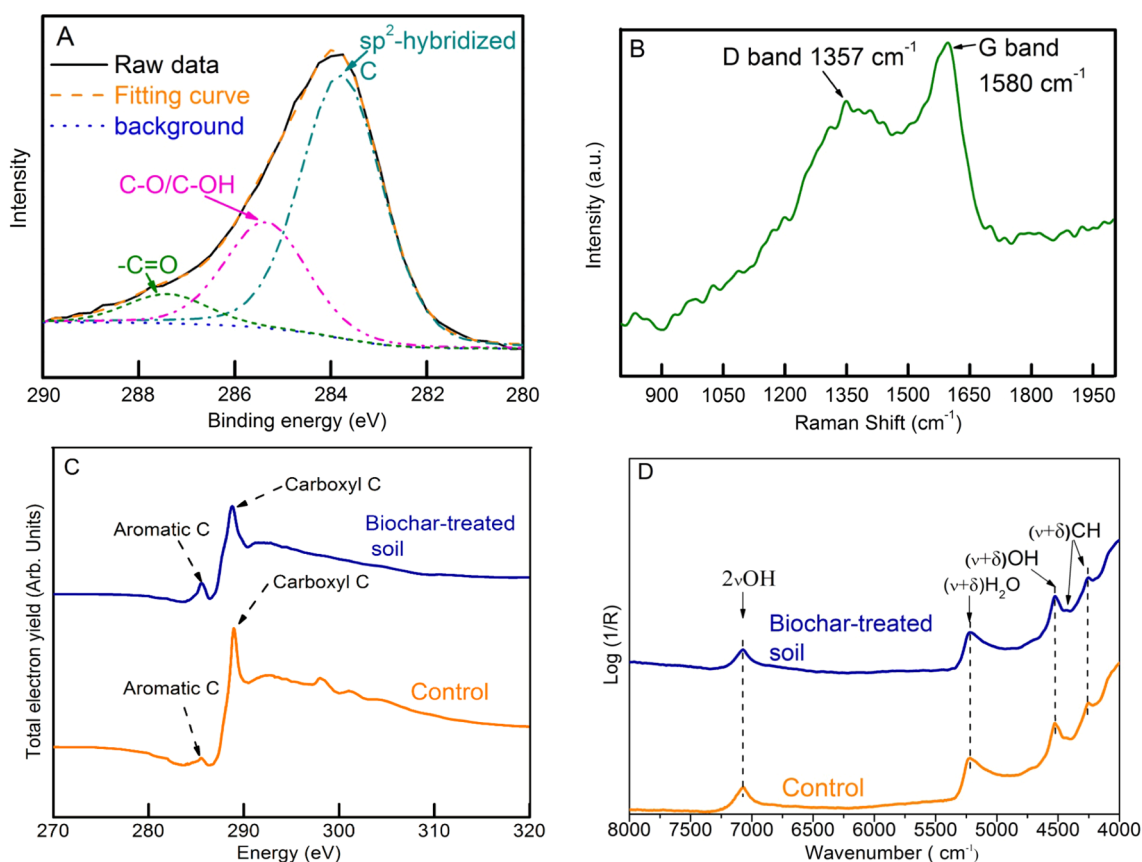 A
Raw data
Fitting curve
background
sp²-hybridized
C
C-O/C-OH
-C=O
Intensity
290 288 286 284 282 280
Binding energy (eV)
B
D band 1357 cm⁻¹
G band
1580 cm⁻¹
Intensity (a.u.)
900 1050 1200 1350 1500 1650 1800 1950
Raman Shift (cm⁻¹)
C
Carboxyl C
Aromatic C
Biochar-treated
soil
Carboxyl C
Aromatic C
Control
Total electron yield (Arb. Units)
270 280 290 300 310 320
Energy (eV)
D
(ν+δ)CH
(ν+δ)OH
2νOH
(ν+δ)H₂O
Biochar-treated
soil
Control
Log (1/R)
8000 7500 7000 6500 6000 5500 5000 4500 4000
Wavenumber ( cm⁻¹)